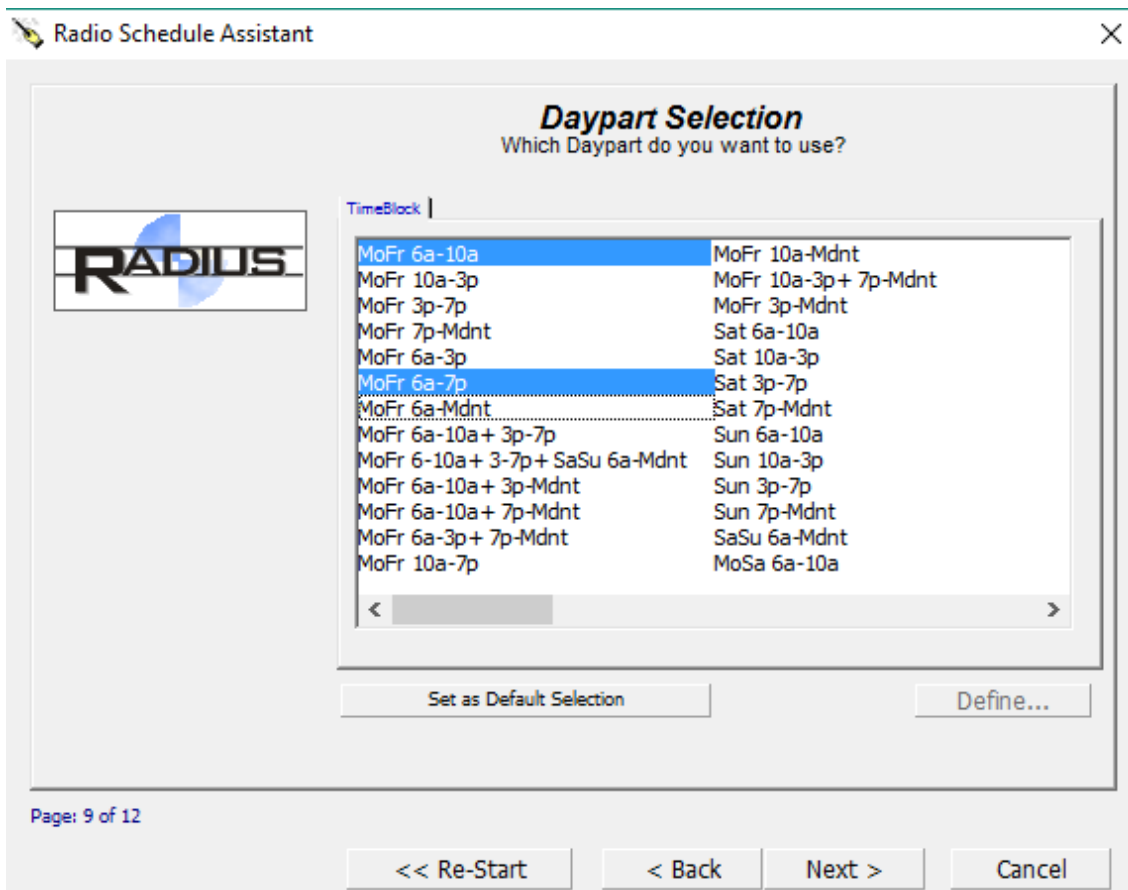 Radio Schedule Assistant
Daypart Selection
Which Daypart do you want to use?
RADIUS
TimeBlock
MoFr 6a-10a
MoFr 10a-3p
MoFr 3p-7p
MoFr 7p-Mdnt
MoFr 6a-3p
MoFr 6a-7p
MoFr 6a-Mdnt
MoFr 6a-10a+ 3p-7p
MoFr 6-10a+ 3-7p+ SaSu 6a-Mdnt
MoFr 6a-10a+ 3p-Mdnt
MoFr 6a-10a+ 7p-Mdnt
MoFr 6a-3p+ 7p-Mdnt
MoFr 10a-7p
MoFr 10a-Mdnt
MoFr 10a-3p+ 7p-Mdnt
MoFr 3p-Mdnt
Sat 6a-10a
Sat 10a-3p
Sat 3p-7p
Sat 7p-Mdnt
Sun 6a-10a
Sun 10a-3p
Sun 3p-7p
Sun 7p-Mdnt
SaSu 6a-Mdnt
MoSa 6a-10a
Set as Default Selection
Define...
Page: 9 of 12
<< Re-Start
< Back
Next >
Cancel